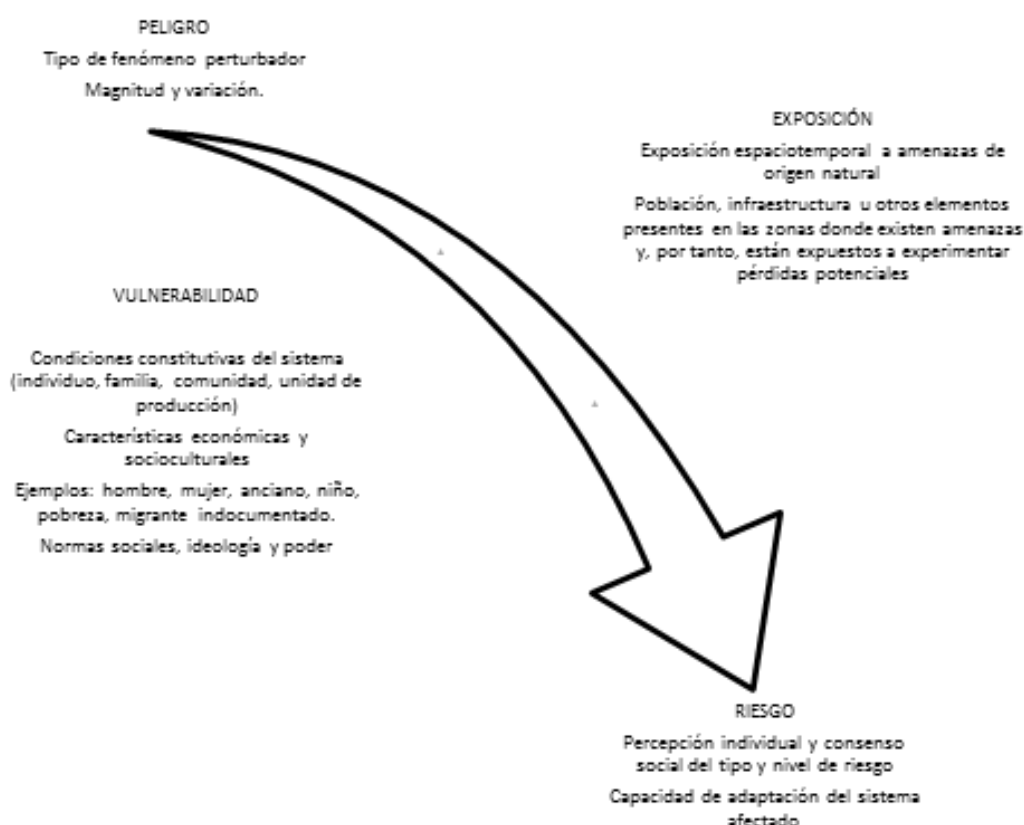 PELIGRO
Tipo de fenómeno perturbador
Magnitud y variación.
EXPOSICIÓN
Exposición espaciotemporal a amenazas de
origen natural
Población, infraestructura u otros elementos
presentes en las zonas donde existen amenazas
y, por tanto, están expuestos a experimentar
pérdidas potenciales
VULNERABILIDAD
Condiciones constitutivas del sistema
(individuo, familia, comunidad, unidad de
producción)
Características económicas y
socioculturales
Ejemplos: hombre, mujer, anciano, niño,
pobreza, migrante indocumentado.
Normas sociales, ideología y poder
RIESGO
Percepción individual y consenso
social del tipo y nivel de riesgo
Capacidad de adaptación del sistema
afectado